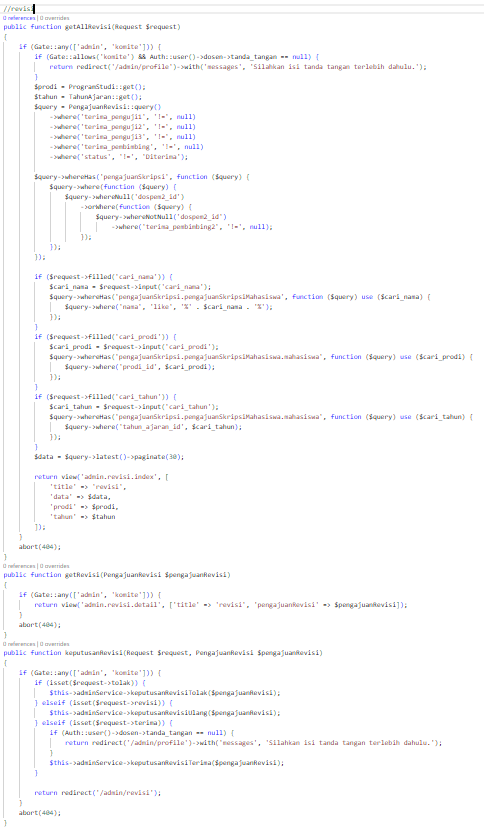 //revisi
0 references | 0 overrides
public function getAllRevisi(Request $request)
{
    if (Gate::any(['admin', 'komite'])) {
        if (Gate::allows('komite') && Auth::user()->dosen->tanda_tangan == null) {
            return redirect('/admin/profile')->with('messages', 'Silahkan isi tanda tangan terlebih dahulu.');
        }
        $prodi = ProgramStudi::get();
        $tahun = TahunAjaran::get();
        $query = PengajuanRevisi::query()
            ->where('terima_penguji1', '!=', null)
            ->where('terima_penguji2', '!=', null)
            ->where('terima_penguji3', '!=', null)
            ->where('terima_pembimbing', '!=', null)
            ->where('status', '!=', 'Diterima');

        $query->whereHas('pengajuanSkripsi', function ($query) {
            $query->where(function ($query) {
                $query->whereNull('dospem2_id')
                    ->orWhere(function ($query) {
                        $query->whereNotNull('dospem2_id')
                            ->where('terima_pembimbing2', '!=', null);
                    });
            });
        });

        if ($request->filled('cari_nama')) {
            $cari_nama = $request->input('cari_nama');
            $query->whereHas('pengajuanSkripsi.pengajuanSkripsiMahasiswa', function ($query) use ($cari_nama) {
                $query->where('nama', 'like', '%' . $cari_nama . '%');
            });
        }
        if ($request->filled('cari_prodi')) {
            $cari_prodi = $request->input('cari_prodi');
            $query->whereHas('pengajuanSkripsi.pengajuanSkripsiMahasiswa.mahasiswa', function ($query) use ($cari_prodi) {
                $query->where('prodi_id', $cari_prodi);
            });
        }
        if ($request->filled('cari_tahun')) {
            $cari_tahun = $request->input('cari_tahun');
            $query->whereHas('pengajuanSkripsi.pengajuanSkripsiMahasiswa.mahasiswa', function ($query) use ($cari_tahun) {
                $query->where('tahun_ajaran_id', $cari_tahun);
            });
        }
        $data = $query->latest()->paginate(30);

        return view('admin.revisi.index', [
            'title' => 'revisi',
            'data' => $data,
            'prodi' => $prodi,
            'tahun' => $tahun
        ]);
    }
    abort(404);
}
0 references | 0 overrides
public function getRevisi(PengajuanRevisi $pengajuanRevisi)
{
    if (Gate::any(['admin', 'komite'])) {
        return view('admin.revisi.detail', ['title' => 'revisi', 'pengajuanRevisi' => $pengajuanRevisi]);
    }
    abort(404);
}
0 references | 0 overrides
public function keputusanRevisi(Request $request, PengajuanRevisi $pengajuanRevisi)
{
    if (Gate::any(['admin', 'komite'])) {
        if (isset($request->tolak)) {
            $this->adminService->keputusanRevisiTolak($pengajuanRevisi);
        } elseif (isset($request->revisi)) {
            $this->adminService->keputusanRevisiUlang($pengajuanRevisi);
        } elseif (isset($request->terima)) {
            if (Auth::user()->dosen->tanda_tangan == null) {
                return redirect('/admin/profile')->with('messages', 'Silahkan isi tanda tangan terlebih dahulu.');
            }
            $this->adminService->keputusanRevisiTerima($pengajuanRevisi);
        }

        return redirect('/admin/revisi');
    }
    abort(404);
}